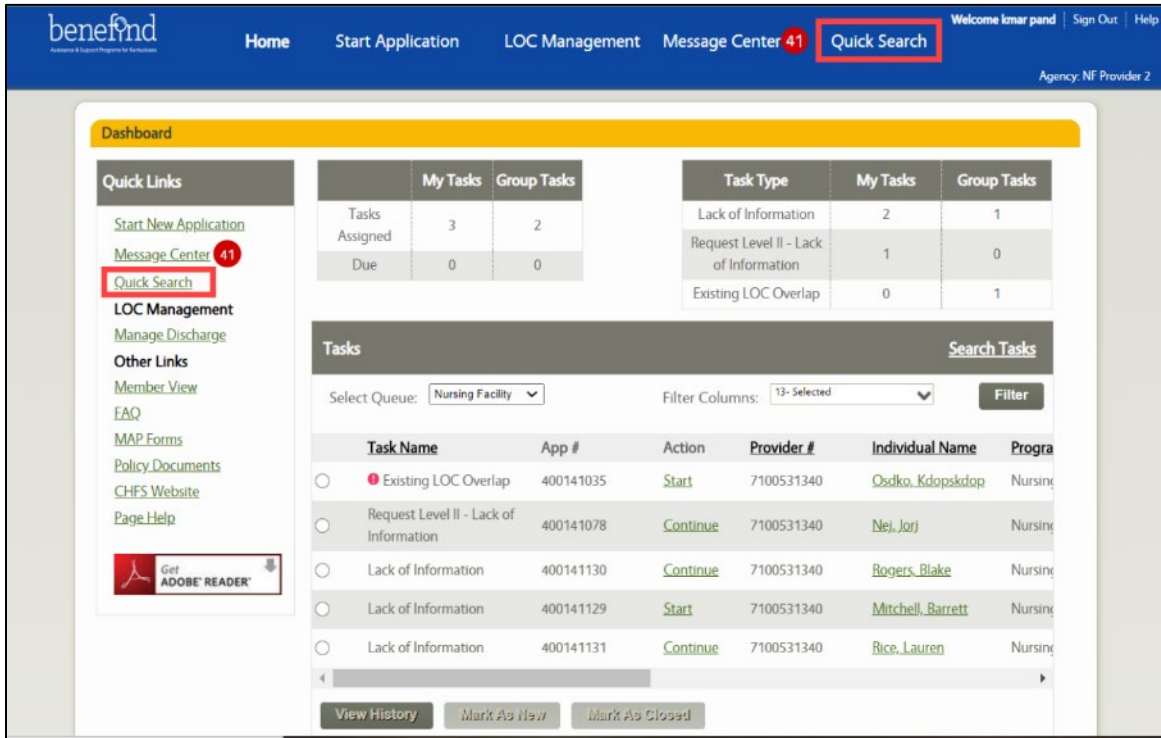 benefind
Assistance & Support Programs for Kentuckians
Home Start Application LOC Management Message Center 41 Quick Search
Welcome kmar pand Sign Out Help
Agency: NF Provider 2
Dashboard
Quick Links
Start New Application
Message Center 41
Quick Search
LOC Management
Manage Discharge
Other Links
Member View
FAQ
MAP Forms
Policy Documents
CHFS Website
Page Help
Get
ADOBE® READER®
My Tasks Group Tasks
Tasks
Assigned 3 2
Due 0 0
Task Type My Tasks Group Tasks
Lack of Information 2 1
Request Level II - Lack
of Information 1 0
Existing LOC Overlap 0 1
Tasks Search Tasks
Select Queue: Nursing Facility Filter Columns: 13- Selected Filter
Task Name App # Action Provider # Individual Name Progra
Existing LOC Overlap 400141035 Start 7100531340 Osdko, Kdopskdop Nursing
Request Level II - Lack of
Information 400141078 Continue 7100531340 Nej, Jorj Nursing
Lack of Information 400141130 Continue 7100531340 Rogers, Blake Nursing
Lack of Information 400141129 Start 7100531340 Mitchell, Barrett Nursing
Lack of Information 400141131 Continue 7100531340 Rice, Lauren Nursing
View History Mark As New Mark As Closed